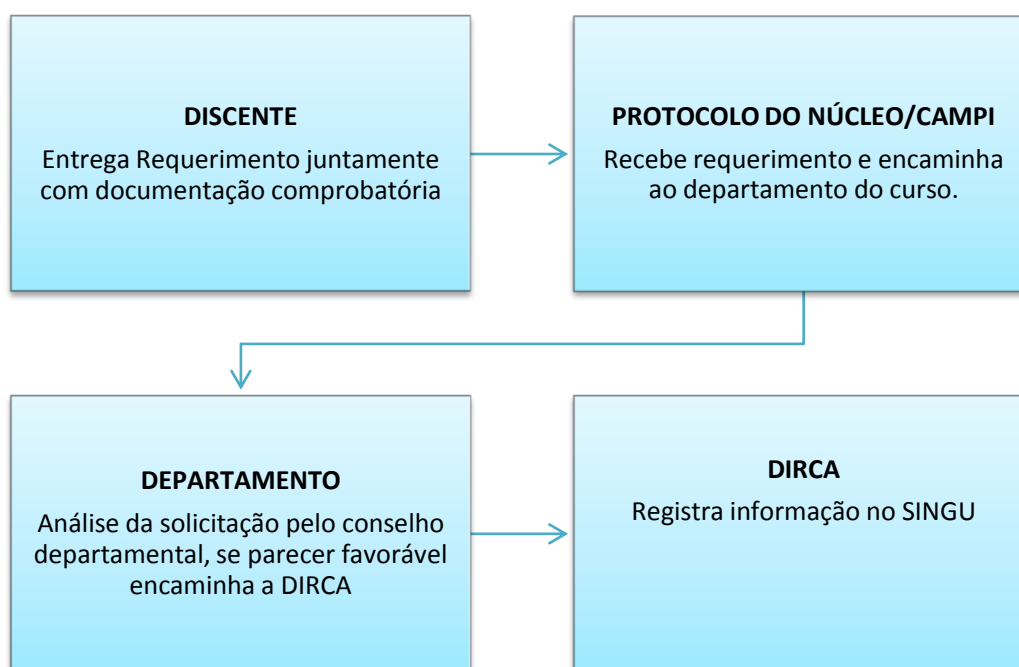 DISCENTE
Entrega Requerimento juntamente
com documentação comprobatória
PROTOCOLO DO NÚCLEO/CAMPI
Recebe requerimento e encaminha
ao departamento do curso.
DEPARTAMENTO
Análise da solicitação pelo conselho
departamental, se parecer favorável
encaminha a DIRCA
DIRCA
Registra informação no SINGU